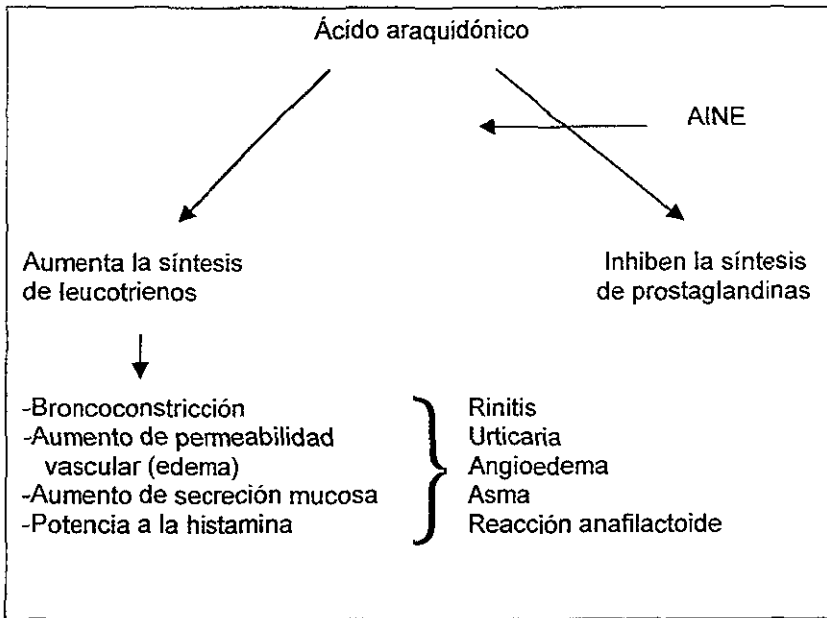 Ácido araquidónico
AINE
Aumenta la síntesis
de leucotrienos
Inhiben la síntesis
de prostaglandinas
-Broncoconstricción
-Aumento de permeabilidad
vascular (edema)
-Aumento de secreción mucosa
-Potencia a la histamina
Rinitis
Urticaria
Angioedema
Asma
Reacción anafilactoide